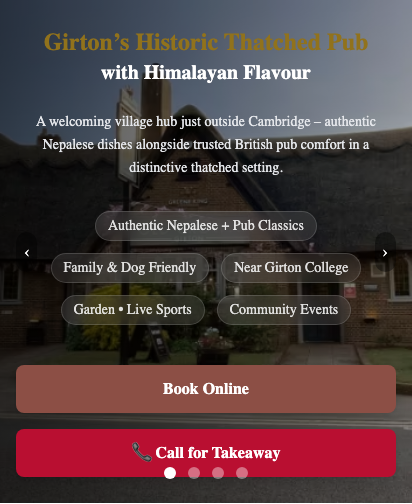 Girton’s Historic Thatched Pub
with Himalayan Flavour
A welcoming village hub just outside Cambridge – authentic
Nepalese dishes alongside trusted British pub comfort in a
distinctive thatched setting.
Authentic Nepalese + Pub Classics
‹
›
Family & Dog Friendly
Near Girton College
Garden • Live Sports
Community Events
Book Online
📞 Call for Takeaway